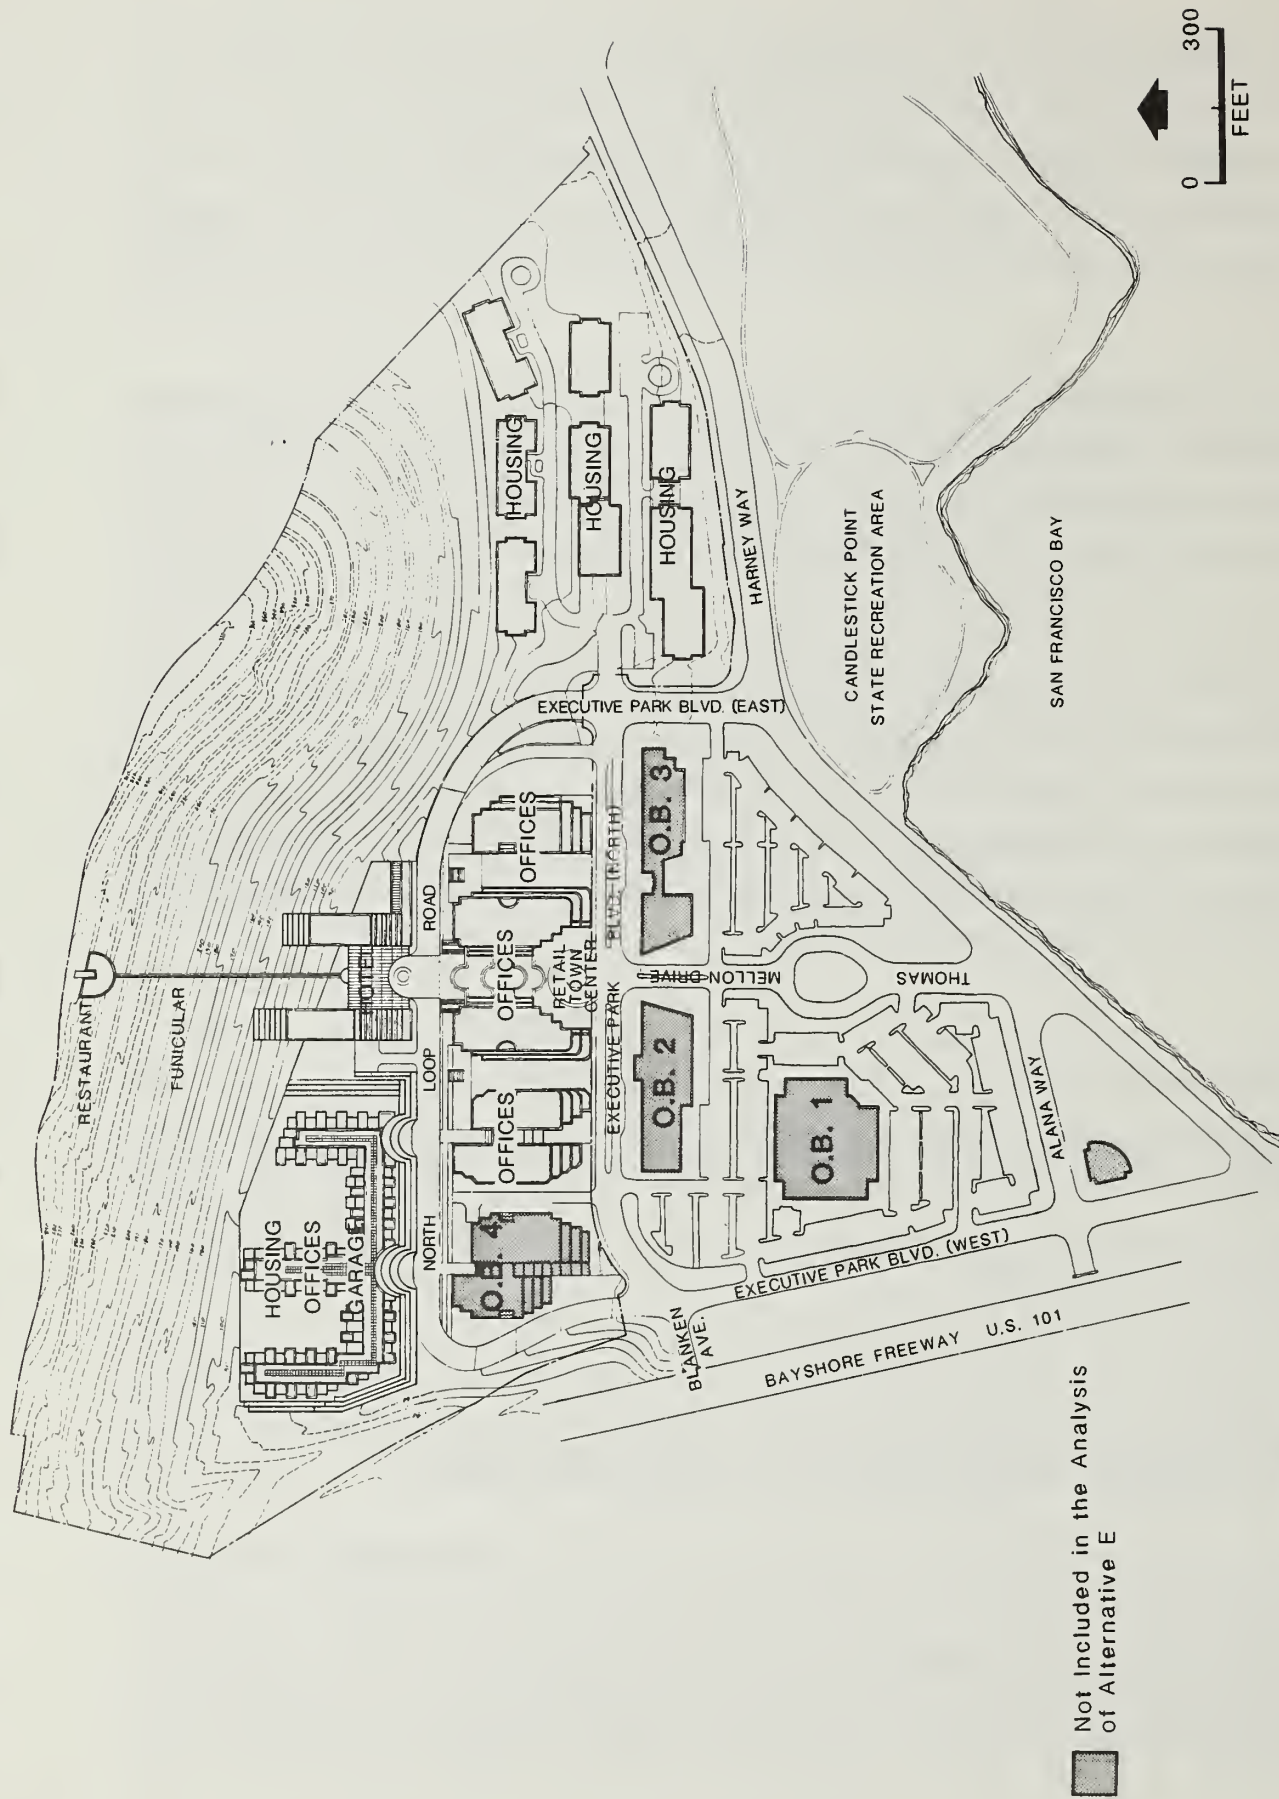 RESTAURANT
FUNICULAR
HOTEL
HOUSING
OFFICES
GARAGE
NORTH
LOOP
ROAD
O.B. 4
OFFICES
OFFICES
OFFICES
RETAIL
TOWN
CENTER
HOUSING
HOUSING
HOUSING
EXECUTIVE PARK
BLVD. (NORTH)
EXECUTIVE PARK BLVD. (EAST)
HARNEY WAY
O.B. 2
O.B. 3
THOMAS
MELLON DRIVE
O.B. 1
BLANKEN
AVE.
EXECUTIVE PARK BLVD. (WEST)
ALANA WAY
BAYSHORE FREEWAY U.S. 101
CANDLESTICK POINT
STATE RECREATION AREA
SAN FRANCISCO BAY
Not Included in the Analysis
of Alternative E
0 300
FEET